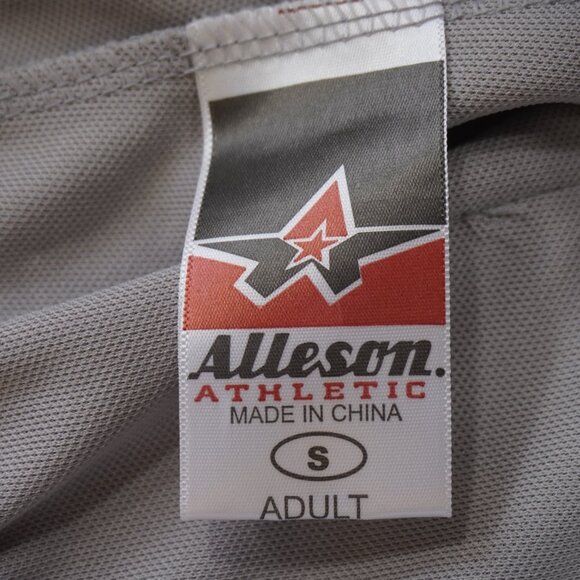 Alleson.
ATHLETIC
MADE IN CHINA
S
ADULT